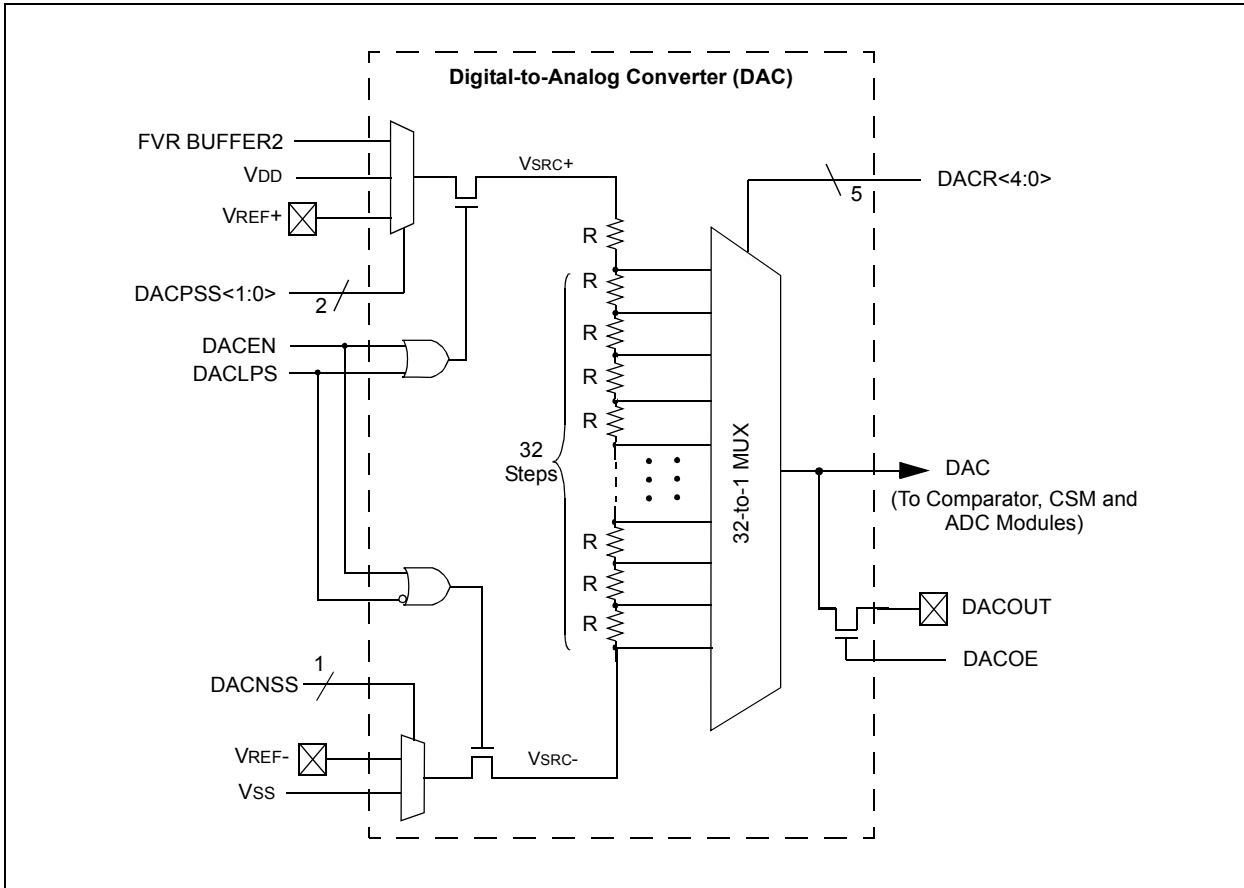 Digital-to-Analog Converter (DAC)
FVR BUFFER2
VDD
VREF+
VSRC+
DACR<4:0>
5
DACPSS<1:0>
2
DACEN
DACLPS
R
R
R
R
R
32
Steps
R
R
R
32-to-1 MUX
DAC
(To Comparator, CSM and
ADC Modules)
DACOUT
DACOE
DACNSS
1
VREF-
VSS
VSRC-